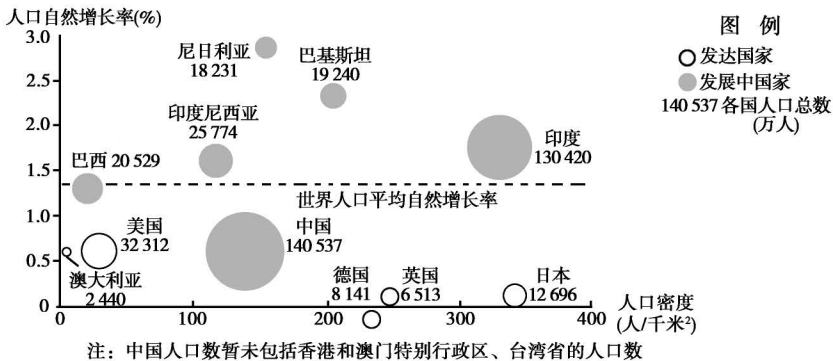 人口自然增长率(%)
3.0
2.5
2.0
1.5
1.0
0.5
0
尼日利亚
18 231
巴基斯坦
19 240
印度尼西亚
25 774
印度
130 420
巴西 20 529
世界人口平均自然增长率
美国
32 312
中国
140 537
澳大利亚
2 440
德国
8 141
英国
6 513
日本
12 696
0
100
200
300
400
人口密度
(人/千米²)
图 例
发达国家
发展中国家
140 537 各国人口总数
(万人)
注：中国人口数暂未包括香港和澳门特别行政区、台湾省的人口数